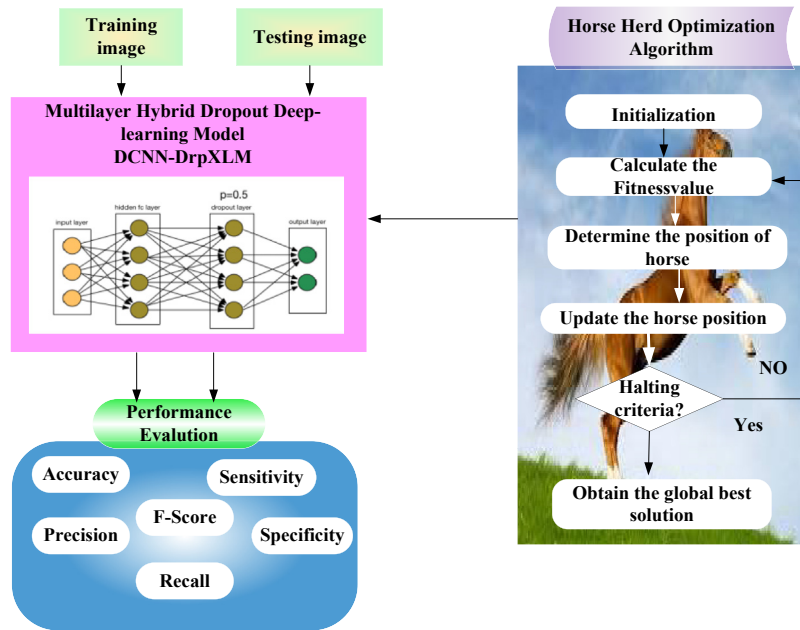 Training
image
Testing image
Multilayer Hybrid Dropout Deep-
learning Model
DCNN-DrpXLM
p=0.5
input layer
hidden fc layer
dropout layer
output layer
Performance
Evalution
Accuracy
Sensitivity
F-Score
Precision
Specificity
Recall
Horse Herd Optimization
Algorithm
Initialization
Calculate the
Fitnessvalue
Determine the position of
horse
Update the horse position
NO
Halting
criteria?
Yes
Obtain the global best
solution